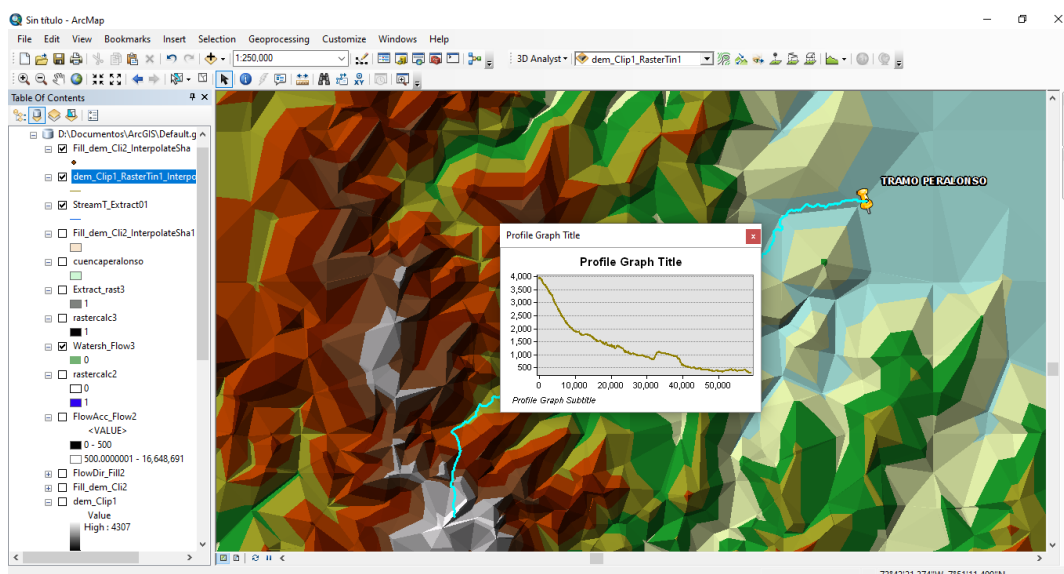 Sin título - ArcMap
File Edit View Bookmarks Insert Selection Geoprocessing Customize Windows Help
1:250,000
3D Analyst
dem_Clip1_RasterTin1
Table Of Contents
D:\Documentos\ArcGIS\Default.g
Fill_dem_Cli2_InterpolateSha
dem_Clip1_RasterTin1_Interpo
StreamT_Extract01
Fill_dem_Cli2_InterpolateSha1
cuencaperalonso
Extract_rast3
1
rastercalc3
1
Watersh_Flow3
0
rastercalc2
0
1
FlowAcc_Flow2
<VALUE>
0 - 500
500.0000001 - 16,648,691
FlowDir_Fill2
Fill_dem_Cli2
dem_Clip1
Value
High : 4307
TRAMO PERALONSO
Profile Graph Title
x
Profile Graph Title
4,000
3,500
3,000
2,500
2,000
1,500
1,000
500
0 10,000 20,000 30,000 40,000 50,000
Profile Graph Subtitle